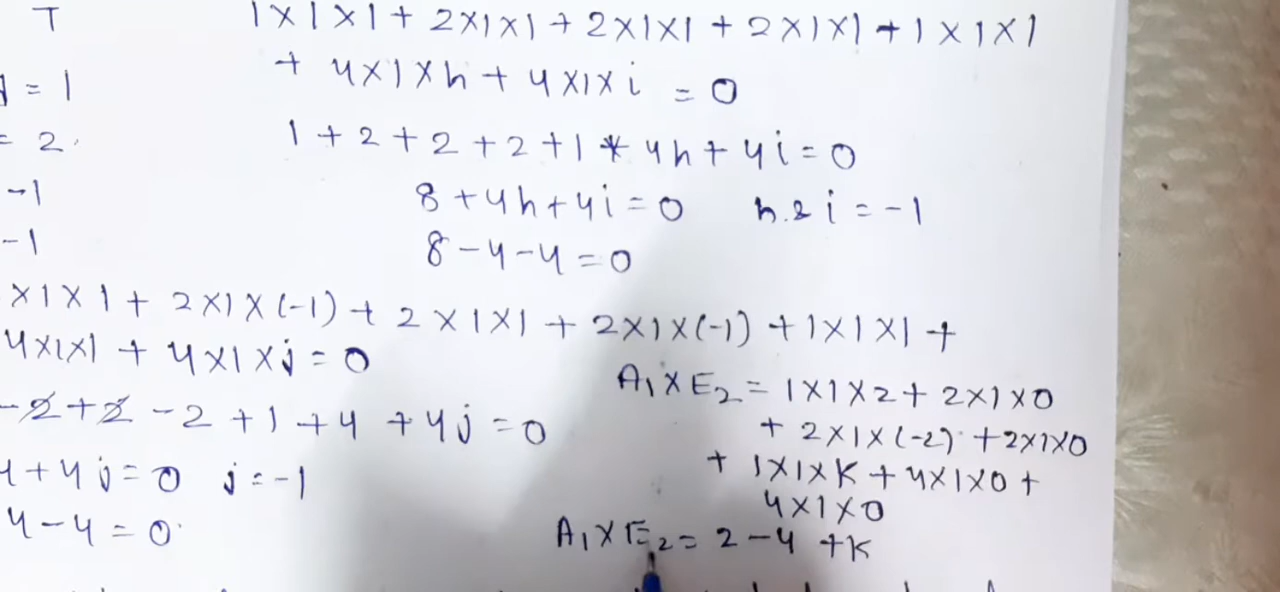 T
1×1×1+ 2×1×1 + 2×1×1 + 2×1×1 + 1×1×1
+ 4×1×h + 4×1×i = 0
= 1
= 2.
1+2+2+2+1+4h+4i=0
-1
8+4h+4i=0 h & i = -1
-1
8-4-4=0
×1×1 + 2×1×(-1) + 2×1×1 + 2×1×(-1) + 1×1×1 +
4×1×1 + 4×1×j = 0
A₁×E₂ = 1×1×2 + 2×1×0
-2+2-2+1+4+4j=0
+ 2×1×(-2) + 2×1×0
+4j=0 j=-1
+ 1×1×K + 4×1×0 +
4×1×0
4-4=0
A₁×E₂ = 2-4+K